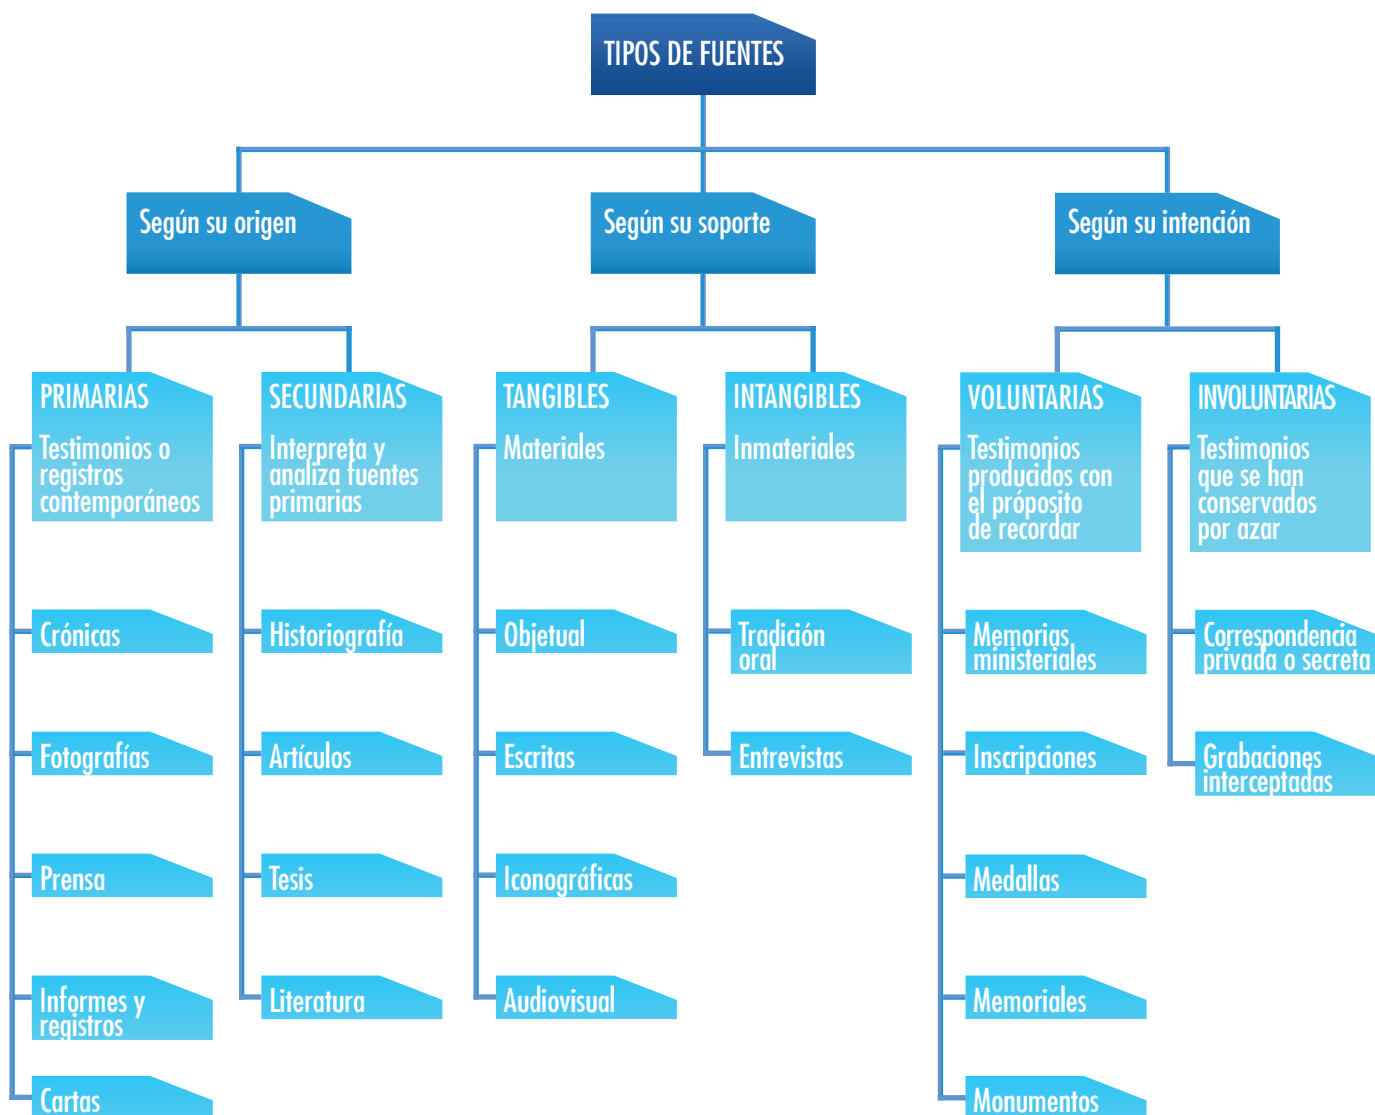 TIPOS DE FUENTES
Según su origen
Según su soporte
Según su intención
PRIMARIAS
Testimonios o
registros
contemporáneos
Crónicas
Fotografías
Prensa
Informes y
registros
Cartas
SECUNDARIAS
Interpreta y
analiza fuentes
primarias
Historiografía
Artículos
Tesis
Literatura
TANGIBLES
Materiales
Objetual
Escritas
Iconográficas
Audiovisual
INTANGIBLES
Inmateriales
Tradición
oral
Entrevistas
VOLUNTARIAS
Testimonios
producidos con
el próposito
de recordar
Memorias
ministeriales
Inscripciones
Medallas
Memoriales
Monumentos
INVOLUNTARIAS
Testimonios
que se han
conservados
por azar
Correspondencia
privada o secreta
Grabaciones
interceptadas